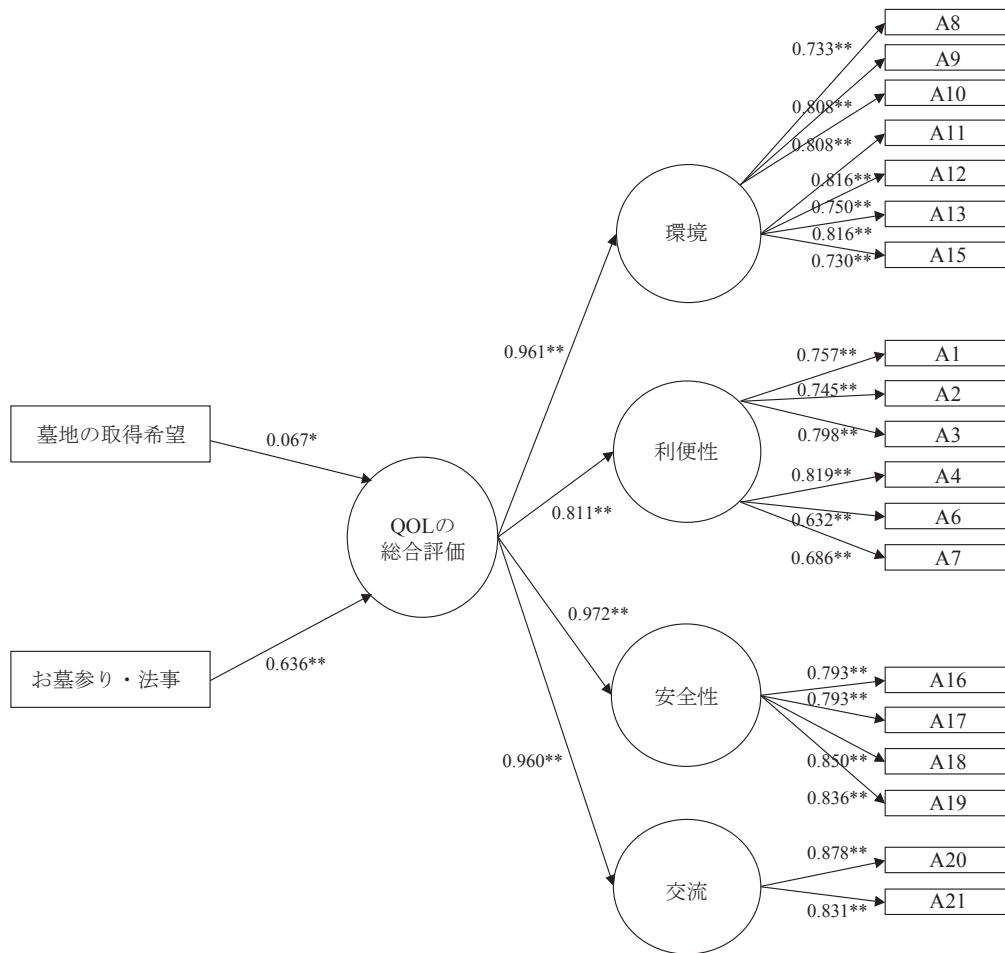 墓地の取得希望
0.067*
お墓参り・法事
0.636**
QOLの
総合評価
0.961**
0.811**
0.972**
0.960**
環境
0.733**
0.808**
0.808**
0.816**
0.750**
0.816**
0.730**
A8
A9
A10
A11
A12
A13
A15
利便性
0.757**
0.745**
0.798**
0.819**
0.632**
0.686**
A1
A2
A3
A4
A6
A7
安全性
0.793**
0.793**
0.850**
0.836**
A16
A17
A18
A19
交流
0.878**
0.831**
A20
A21